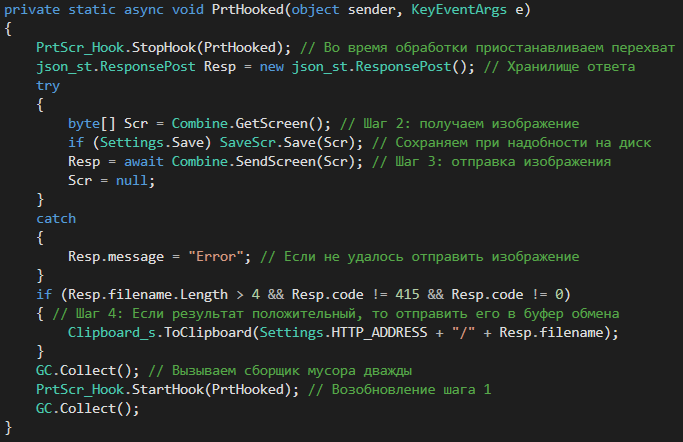 private static async void PrtHooked(object sender, KeyEventArgs e)
{
    PrtScr_Hook.StopHook(PrtHooked); // Во время обработки приостанавливаем перехват
    json_st.ResponsePost Resp = new json_st.ResponsePost(); // Хранилище ответа
    try
    {
        byte[] Scr = Combine.GetScreen(); // Шаг 2: получаем изображение
        if (Settings.Save) SaveScr.Save(Scr); // Сохраняем при надобности на диск
        Resp = await Combine.SendScreen(Scr); // Шаг 3: отправка изображения
        Scr = null;
    }
    catch
    {
        Resp.message = "Error"; // Если не удалось отправить изображение
    }
    if (Resp.filename.Length > 4 && Resp.code != 415 && Resp.code != 0)
    { // Шаг 4: Если результат положительный, то отправить его в буфер обмена
        Clipboard_s.ToClipboard(Settings.HTTP_ADDRESS + "/" + Resp.filename);
    }
    GC.Collect(); // Вызываем сборщик мусора дважды
    PrtScr_Hook.StartHook(PrtHooked); // Возобновление шага 1
    GC.Collect();
}